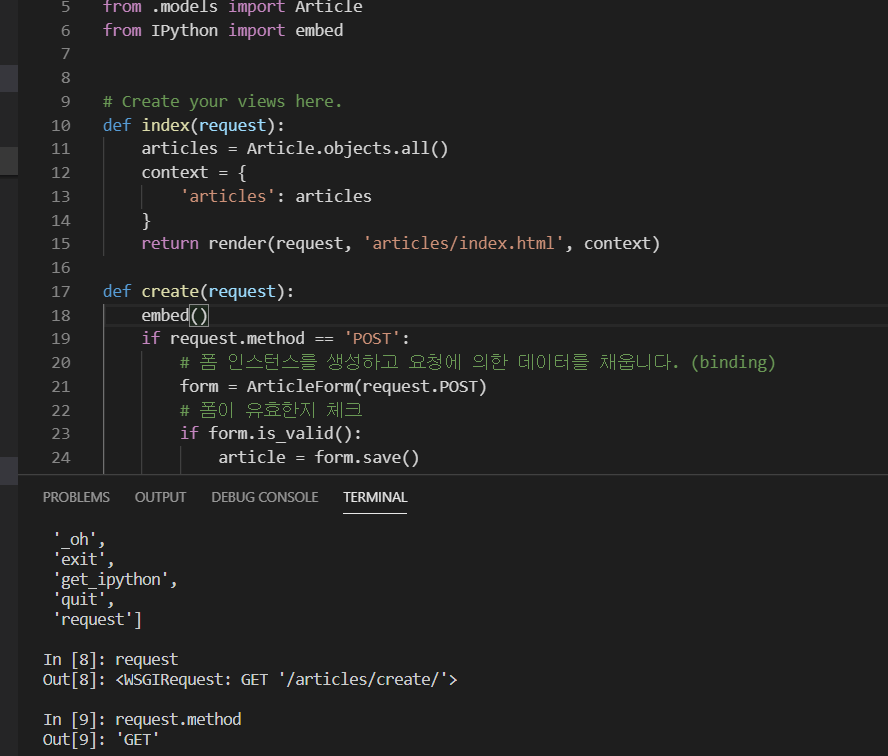 5 from .models import Article
6 from IPython import embed
7
8
9 # Create your views here.
10 def index(request):
11 articles = Article.objects.all()
12 context = {
13 'articles': articles
14 }
15 return render(request, 'articles/index.html', context)
16
17 def create(request):
18 embed()
19 if request.method == 'POST':
20 # 폼 인스턴스를 생성하고 요청에 의한 데이터를 채웁니다. (binding)
21 form = ArticleForm(request.POST)
22 # 폼이 유효한지 체크
23 if form.is_valid():
24 article = form.save()
PROBLEMS OUTPUT DEBUG CONSOLE TERMINAL
'_oh',
'exit',
'get_ipython',
'quit',
'request']
In [8]: request
Out[8]: <WSGIRequest: GET '/articles/create/'>
In [9]: request.method
Out[9]: 'GET'